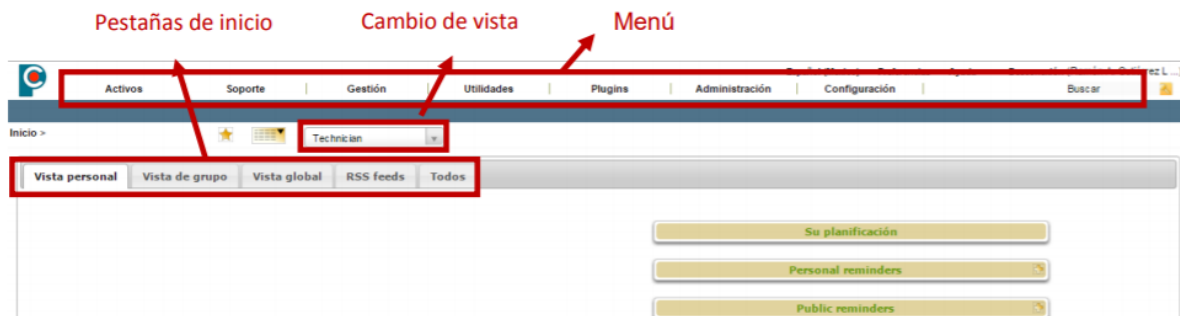 Pestañas de inicio Cambio de vista Menú
Activos Soporte Gestión Utilidades Plugins Administración Configuración Buscar
Inicio > Technician
Vista personal Vista de grupo Vista global RSS feeds Todos
Su planificación
Personal reminders
Public reminders